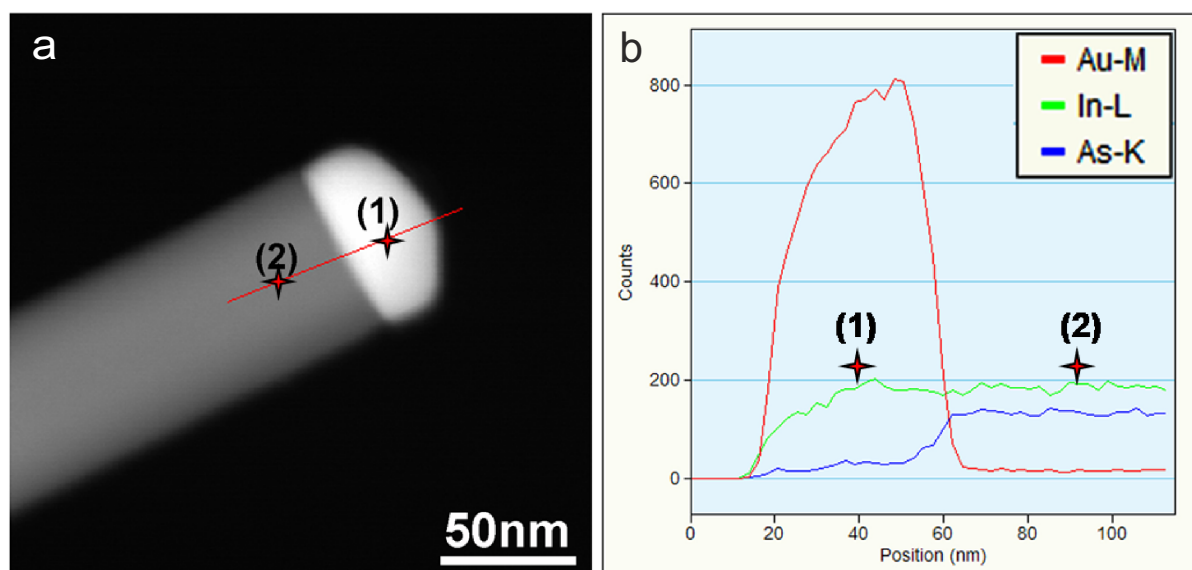 a
(1)
(2)
50nm
b
Au-M
In-L
As-K
800
600
400
200
0
Counts
(1)
(2)
0
20
40
60
80
100
Position (nm)